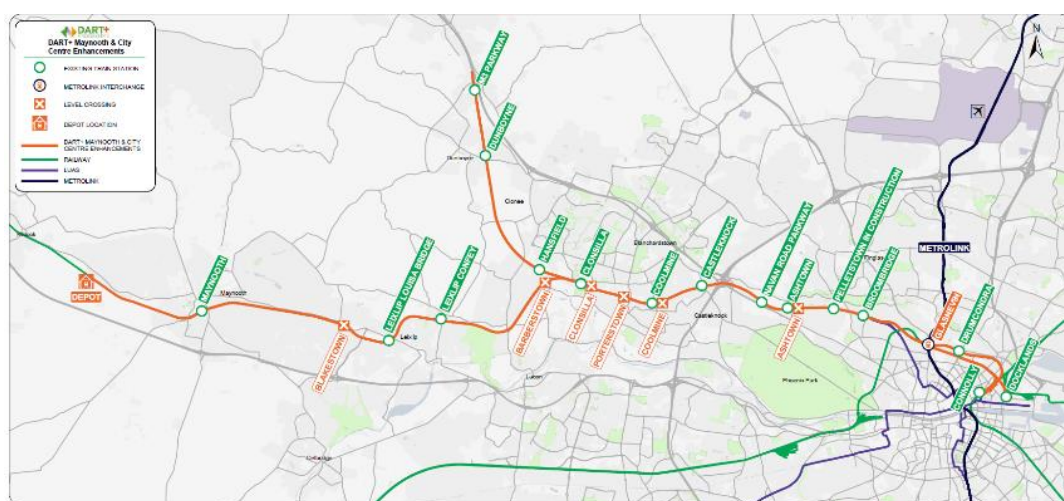 DART+
DART+ Maynooth & City
Centre Enhancements
EXISTING TRAIN STATION
METROLINK INTERCHANGE
LEVEL CROSSING
DEPOT LOCATION
DART+ MAYNOOTH & CITY
CENTRE ENHANCEMENTS
RAILWAY
LUAS
METROLINK
N
M3 PARKWAY
DUNBOYNE
Dunboyne
Clonee
HANSFIELD
CLONSILLA
Blanchardstown
COOLMINE
CASTLEKNOCK
NAVAN ROAD PARKWAY
ASHTOWN
PELLETSTOWN IN CONSTRUCTION
BROOMBRIDGE
Finglas
METROLINK
GLASNEVIN
DRUMCONDRA
DOCKLANDS
CONNOLLY
DEPOT
MAYNOOTH
Maynooth
BLAKESTOWN
LEIXLIP LOUISA BRIDGE
Leixlip
LEIXLIP CONFEY
BARBERSTOWN
CLONSILLA
PORTERSTOWN
COOLMINE
Castleknock
ASHTOWN
Phoenix Park
Lucan
Celbridge